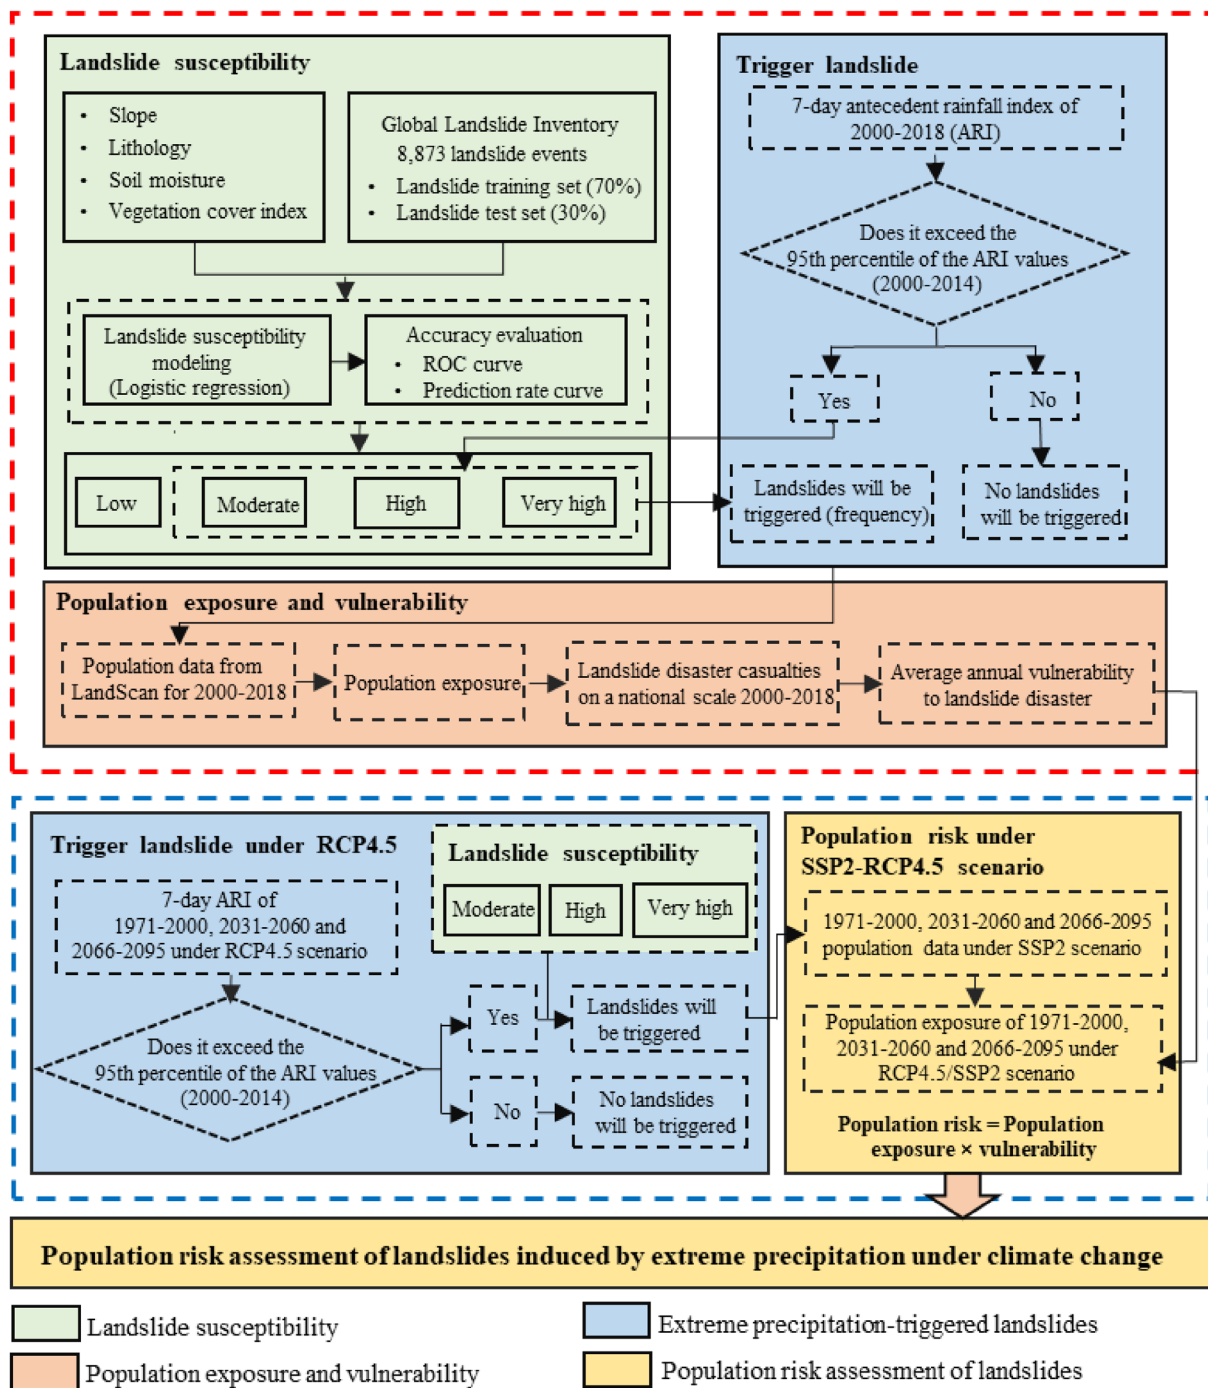 Landslide susceptibility
• Slope
• Lithology
• Soil moisture
• Vegetation cover index
Global Landslide Inventory
8,873 landslide events
• Landslide training set (70%)
• Landslide test set (30%)
Landslide susceptibility
modeling
(Logistic regression)
Accuracy evaluation
• ROC curve
• Prediction rate curve
Low
Moderate
High
Very high
Trigger landslide
7-day antecedent rainfall index of
2000-2018 (ARI)
Does it exceed the
95th percentile of the ARI values
(2000-2014)
Yes
No
Landslides will be
triggered (frequency)
No landslides
will be triggered
Population exposure and vulnerability
Population data from
LandScan for 2000-2018
Population exposure
Landslide disaster casualties
on a national scale 2000-2018
Average annual vulnerability
to landslide disaster
Trigger landslide under RCP4.5
7-day ARI of
1971-2000, 2031-2060 and
2066-2095 under RCP4.5 scenario
Does it exceed the
95th percentile of the ARI values
(2000-2014)
Landslide susceptibility
Moderate
High
Very high
Yes
Landslides will
be triggered
No
No landslides
will be triggered
Population risk under
SSP2-RCP4.5 scenario
1971-2000, 2031-2060 and 2066-2095
population data under SSP2 scenario
Population exposure of 1971-2000,
2031-2060 and 2066-2095 under
RCP4.5/SSP2 scenario
Population risk = Population
exposure × vulnerability
Population risk assessment of landslides induced by extreme precipitation under climate change
Landslide susceptibility
Extreme precipitation-triggered landslides
Population exposure and vulnerability
Population risk assessment of landslides